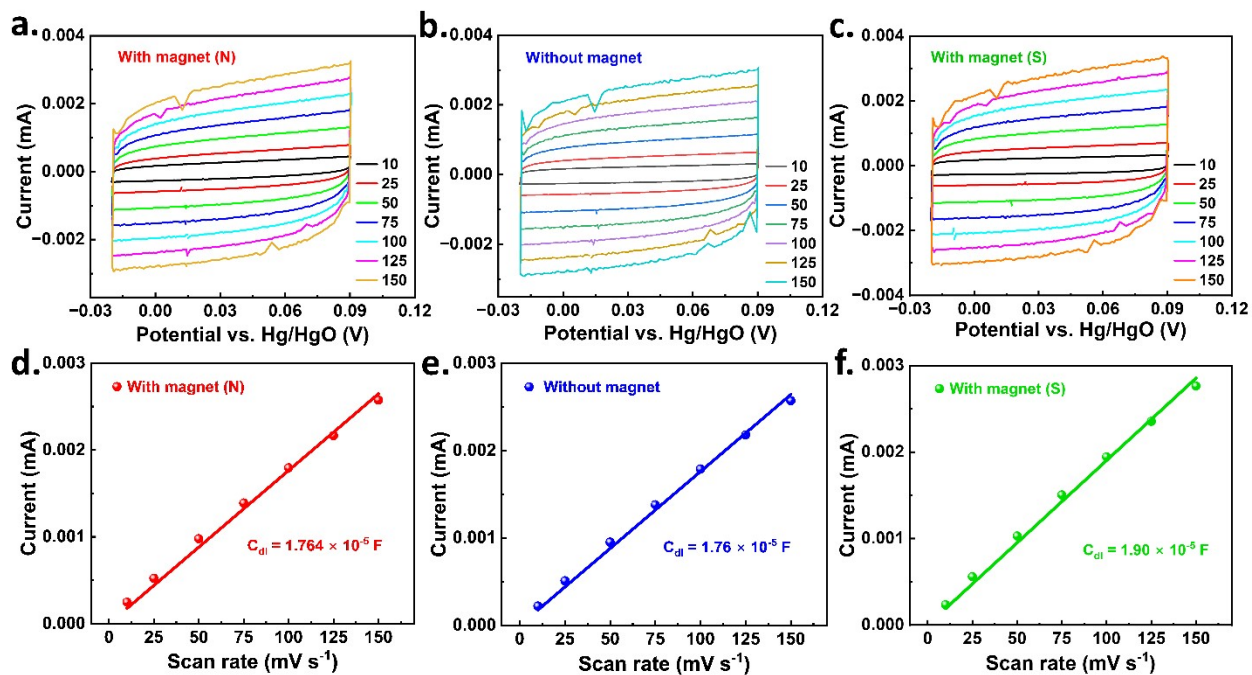 a.
Current (mA)
0.004
0.002
0.000
−0.002
With magnet (N)
10
25
50
75
100
125
150
−0.03 0.00 0.03 0.06 0.09 0.12
Potential vs. Hg/HgO (V)
b.
Current (mA)
0.004
0.002
0.000
−0.002
Without magnet
10
25
50
75
100
125
150
−0.03 0.00 0.03 0.06 0.09 0.12
Potential vs. Hg/HgO (V)
c.
Current (mA)
0.004
0.002
0.000
−0.002
−0.004
With magnet (S)
10
25
50
75
100
125
150
−0.03 0.00 0.03 0.06 0.09 0.12
Potential vs. Hg/HgO (V)
d.
Current (mA)
0.003
0.002
0.001
0.000
With magnet (N)
Cdl = 1.764 × 10⁻⁵ F
0 25 50 75 100 125 150
Scan rate (mV s⁻¹)
e.
Current (mA)
0.003
0.002
0.001
0.000
Without magnet
Cdl = 1.76 × 10⁻⁵ F
0 25 50 75 100 125 150
Scan rate (mV s⁻¹)
f.
Current (mA)
0.003
0.002
0.001
0.000
With magnet (S)
Cdl = 1.90 × 10⁻⁵ F
0 25 50 75 100 125 150
Scan rate (mV s⁻¹)